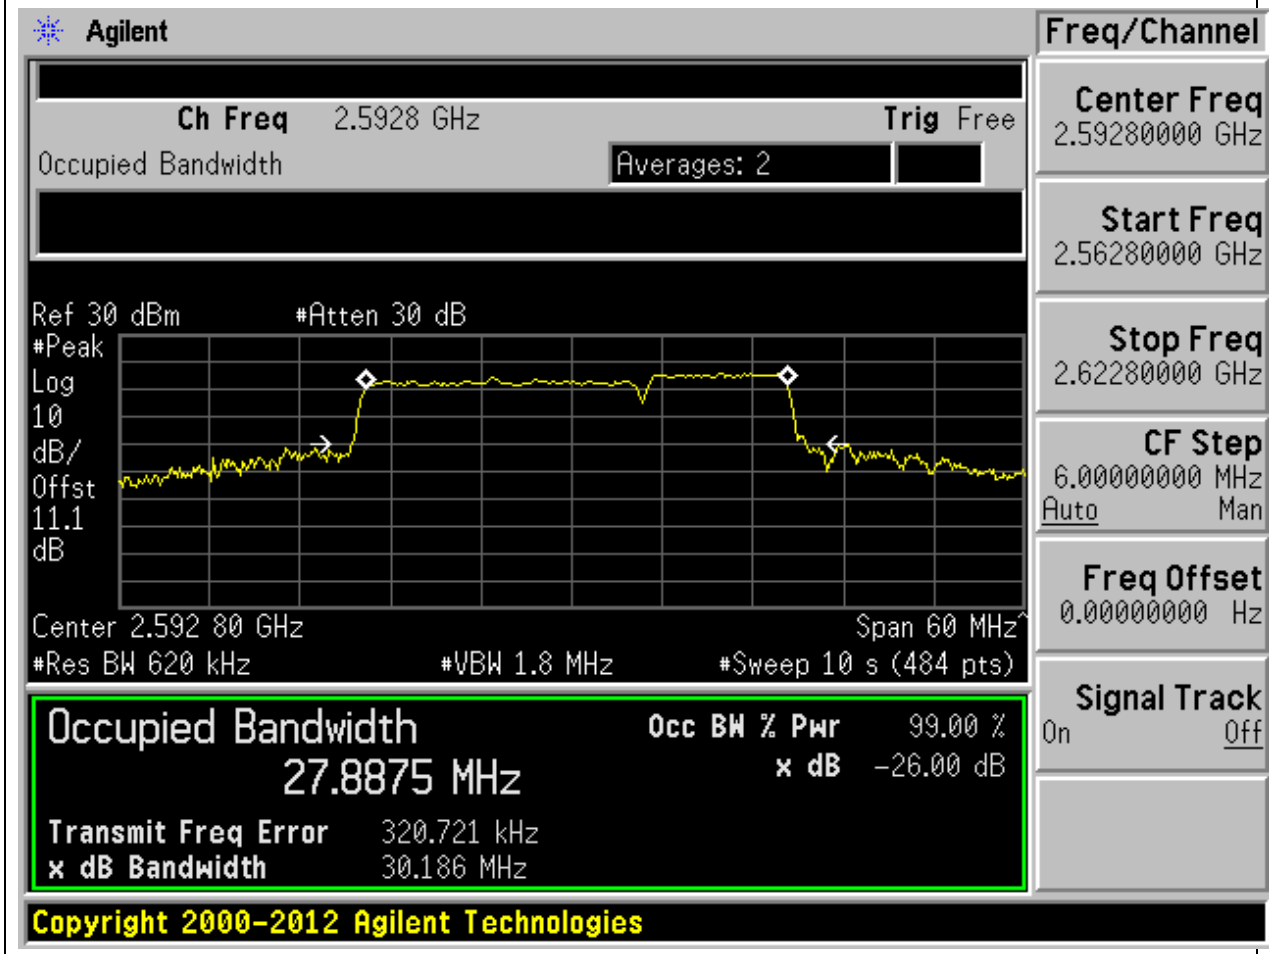 Agilent
Freq/Channel
Ch Freq 2.5928 GHz Trig Free
Occupied Bandwidth Averages: 2
Center Freq
2.59280000 GHz
Start Freq
2.56280000 GHz
Stop Freq
2.62280000 GHz
CF Step
6.00000000 MHz
Auto Man
Freq Offset
0.00000000 Hz
Signal Track
On Off
Ref 30 dBm #Atten 30 dB
#Peak
Log
10
dB/
Offst
11.1
dB
Center 2.592 80 GHz Span 60 MHz^
#Res BW 620 kHz #VBW 1.8 MHz #Sweep 10 s (484 pts)
Occupied Bandwidth Occ BW % Pwr 99.00 %
27.8875 MHz x dB -26.00 dB
Transmit Freq Error 320.721 kHz
x dB Bandwidth 30.186 MHz
Copyright 2000-2012 Agilent Technologies